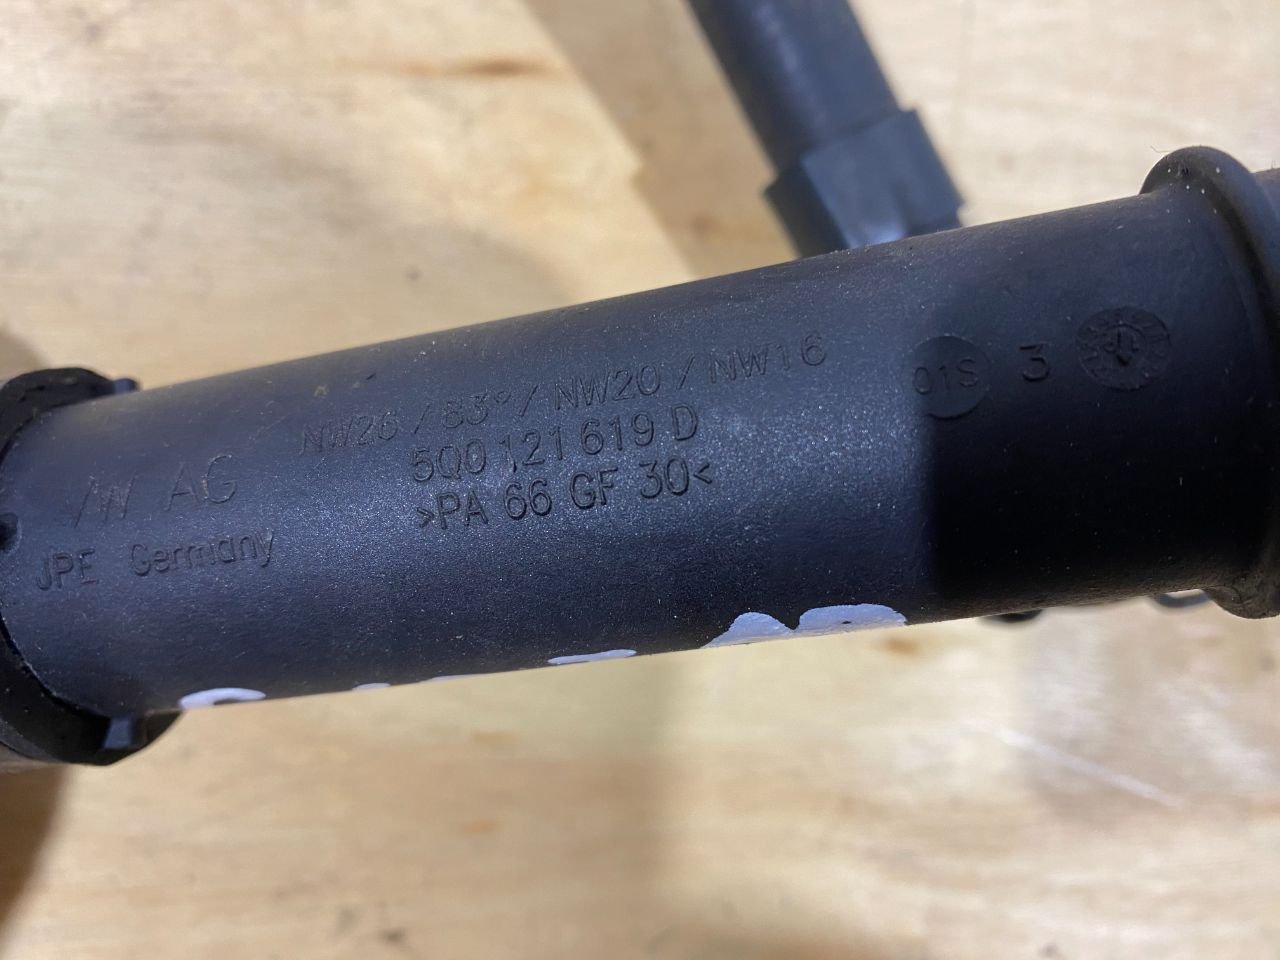 NW26 / 83° / NW20 / NW16
5Q0 121 619 D
>PA 66 GF 30<
VW AG
JPE Germany
01S 3